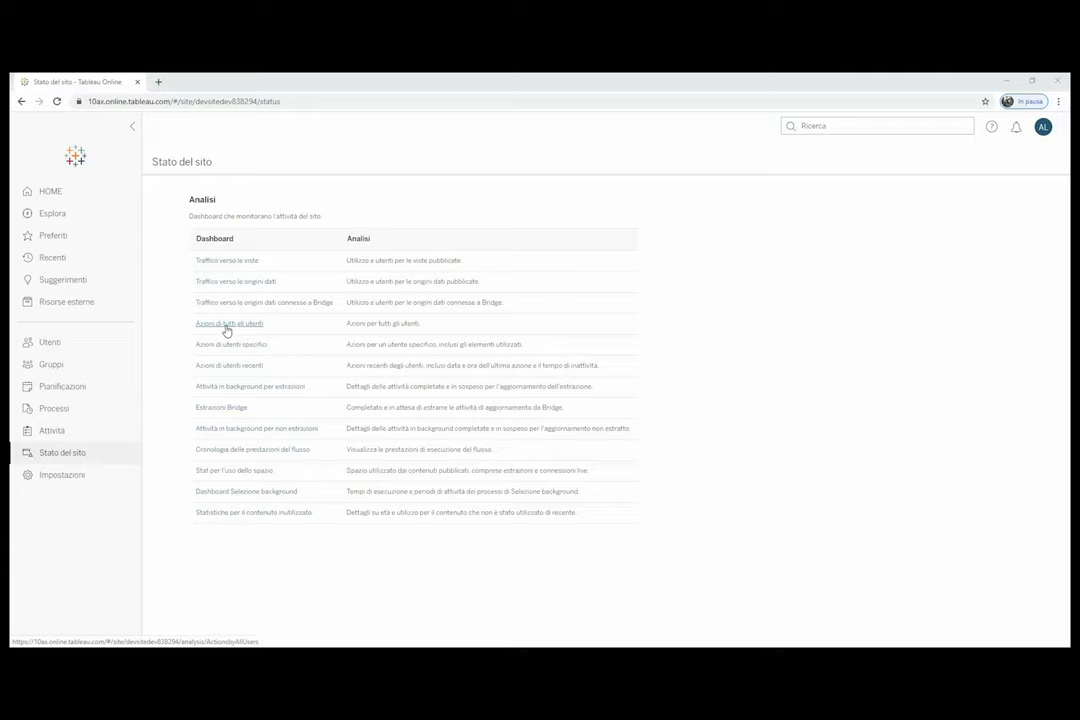 Stato del sito - Tableau Online
10ax.online.tableau.com/#/site/devsitedev838294/status
In pausa
Ricerca
AL
Stato del sito
HOME
Esplora
Preferiti
Recenti
Suggerimenti
Risorse esterne
Utenti
Gruppi
Planificazioni
Processi
Attività
Stato del sito
Impostazioni
Analisi
Dashboard che monitorano l'attività del sito.
Dashboard Analisi
Traffico verso le viste Utilizzo e utenti per le viste pubblicate.
Traffico verso le origini dati Utilizzo e utenti per le origini dati pubblicate.
Traffico verso le origini dati connesse a Bridge Utilizzo e utenti per le origini dati connesse a Bridge.
Azioni di tutti gli utenti Azioni per tutti gli utenti.
Azioni di utenti specifici Azioni per un utente specifico, inclusi gli elementi utilizzati.
Azioni di utenti recenti Azioni recenti degli utenti, inclusi data e ora dell'ultima azione e il tempo di inattività.
Attività in background per estrazioni Dettagli delle attività completate e in sospeso per l'aggiornamento dell'estrazione.
Estrazioni Bridge Completato e in attesa di estrarre le attività di aggiornamento da Bridge.
Attività in background per non estrazioni Dettagli delle attività in background completate e in sospeso per l'aggiornamento non estratto.
Cronologia delle prestazioni del flusso Visualizza le prestazioni di esecuzione del flusso.
Stat per l'uso dello spazio Spazio utilizzato dai contenuti pubblicati, comprese estrazioni e connessioni live.
Dashboard Selezione background Tempi di esecuzione e periodi di attività dei processi di Selezione background.
Statistiche per il contenuto inutilizzato Dettagli su età e utilizzo per il contenuto che non è stato utilizzato di recente.
https://10ax.online.tableau.com/#/site/devsitedev838294/analysis/ActionsbyAllUsers